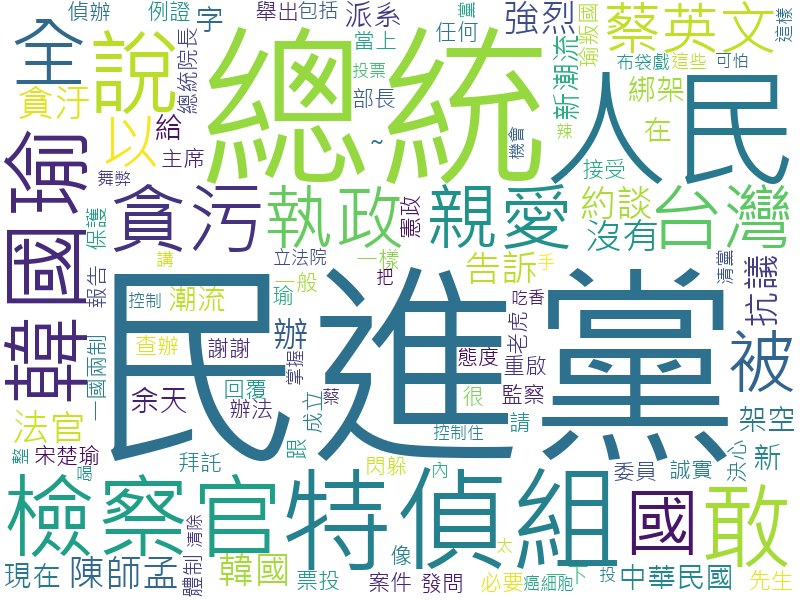 偵辦
例證
字
舉出
包括
派系
強烈
黨
任何
當上
蔡英文
瑜叛國
這樣
全
說
總統
總統院長
投票
部長
新潮流
布袋戲
這些
可怕
人民
貪汙
以
給
綁架
在
辣
機會
~
主席
接受
舞弊
韓國瑜
貪污
執政
憲政
親愛
約談
沒有
台灣
保護
講
立法院
一樣
一般
把
告訴
手
清黨
抗議
報告
控制
潮流
瑜
民進黨
吃香
老虎
被
查辦
謝謝
辦
掌握
態度
重啟
一國兩制
余天
回覆
辦法
成立
蔡
很
監察
法官
架空
整
宋楚瑜
跟
控制住
請
新
拜託
閃躲
內
委員
誠實
決心
喝
檢察官
特偵組
國
敢
清除
體制
像
太
現在
陳師孟
韓國
票投
案件
發問
必要
癌細胞
下
投
中華民國
先生